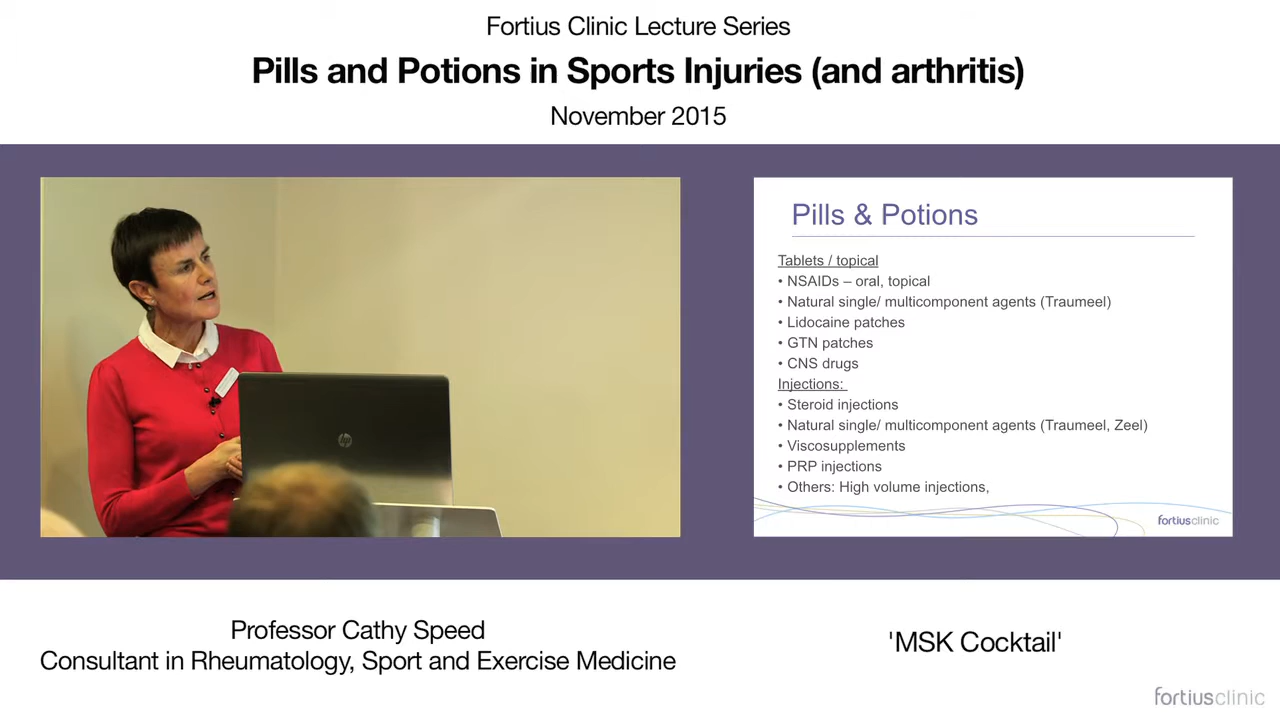 Fortius Clinic Lecture Series
Pills and Potions in Sports Injuries (and arthritis)
November 2015
hp
Pills & Potions
Tablets / topical
• NSAIDs – oral, topical
• Natural single/ multicomponent agents (Traumeel)
• Lidocaine patches
• GTN patches
• CNS drugs
Injections:
• Steroid injections
• Natural single/ multicomponent agents (Traumeel, Zeel)
• Viscosupplements
• PRP injections
• Others: High volume injections,
fortiusclinic
Professor Cathy Speed
Consultant in Rheumatology, Sport and Exercise Medicine
'MSK Cocktail'
fortiusclinic